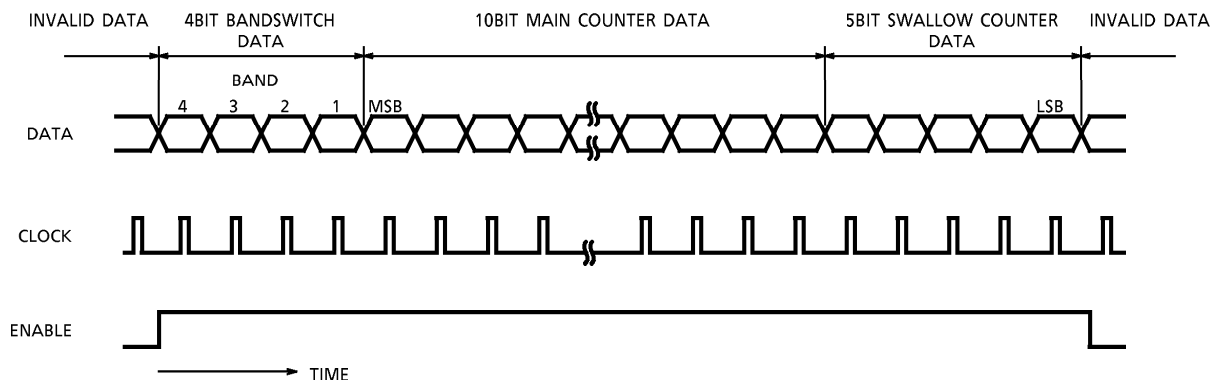 INVALID DATA
4BIT BANDSWITCH
DATA
10BIT MAIN COUNTER DATA
5BIT SWALLOW COUNTER
DATA
INVALID DATA
BAND
4 3 2 1 MSB LSB
DATA
CLOCK
ENABLE
TIME